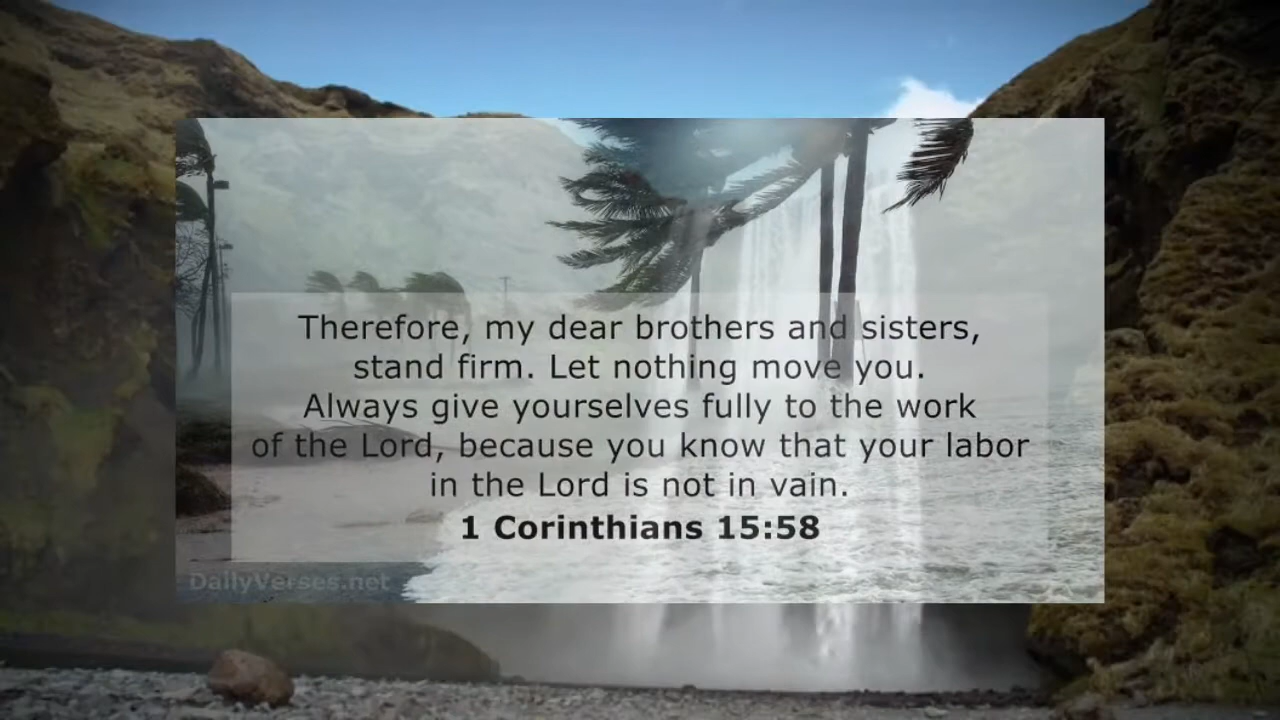 Therefore, my dear brothers and sisters,
stand firm. Let nothing move you.
Always give yourselves fully to the work
of the Lord, because you know that your labor
in the Lord is not in vain.
1 Corinthians 15:58
DailyVerses.net